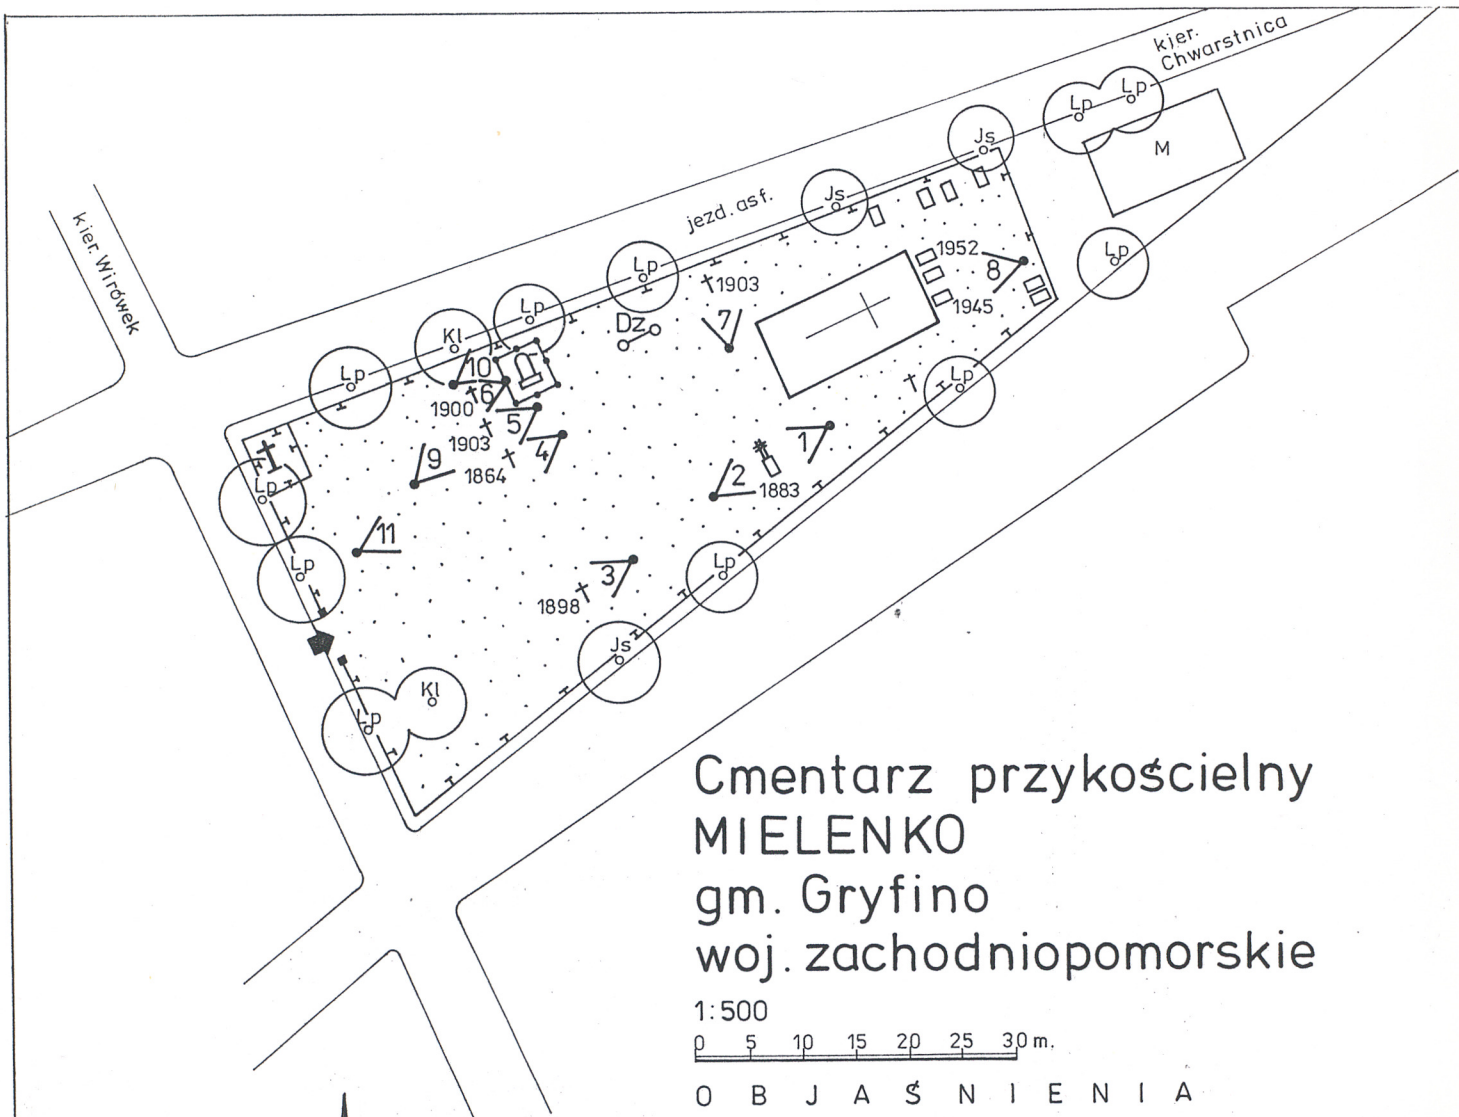 kier.
Chwarstnica
Lp
Lp
M
Js
kier. Wirówek
jezd. asf.
Js
Lp
Lp
†1903
1952
8
1945
Lp
Kl
Dz
7
Lp
10
6
1900
Lp
5
1903
4
1864
9
1
2
1883
Lp
11
Lp
3
1898
Lp
Js
Kl
Lp
Cmentarz przykościelny
MIELENKO
gm. Gryfino
woj. zachodniopomorskie
1:500
0 5 10 15 20 25 30 m.
O B J A Ś N I E N I A